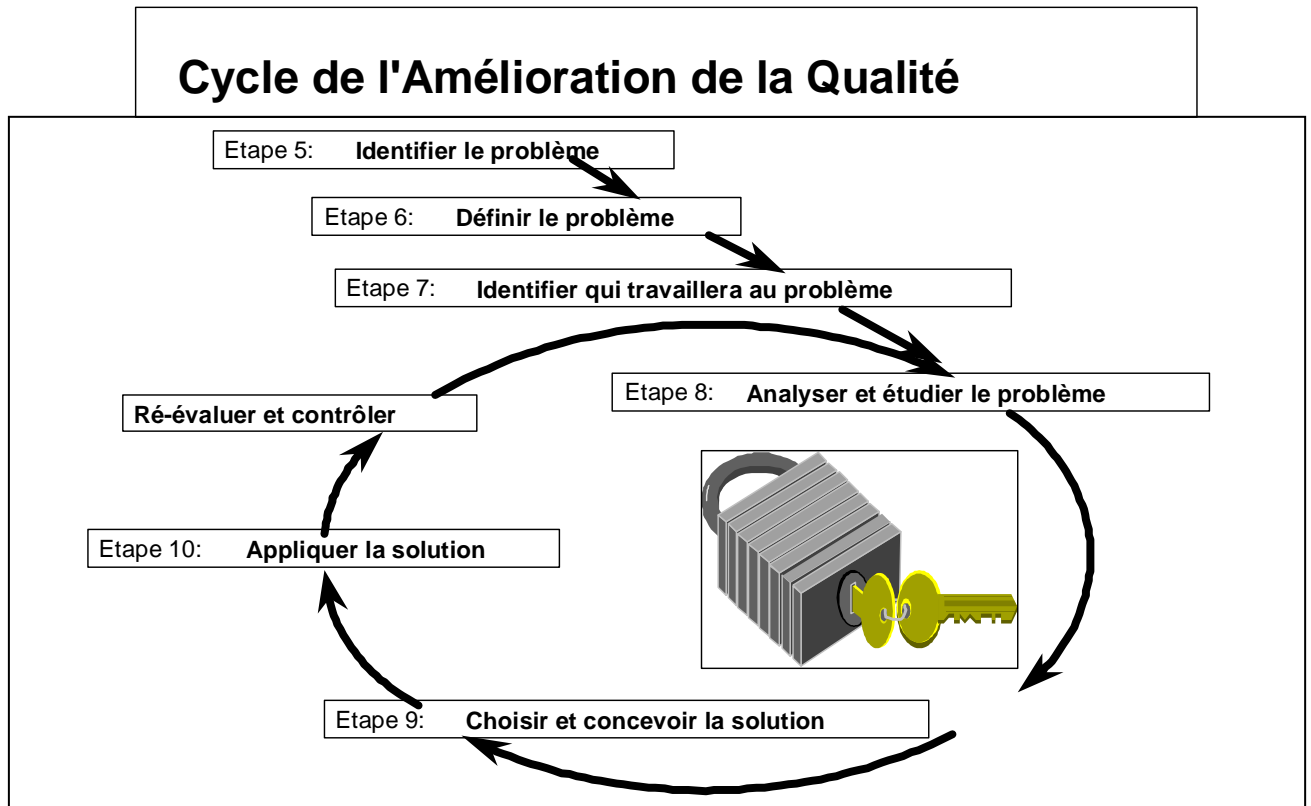 Cycle de l'Amélioration de la Qualité
Etape 5: Identifier le problème
Etape 6: Définir le problème
Etape 7: Identifier qui travaillera au problème
Etape 8: Analyser et étudier le problème
Ré-évaluer et contrôler
Etape 10: Appliquer la solution
Etape 9: Choisir et concevoir la solution